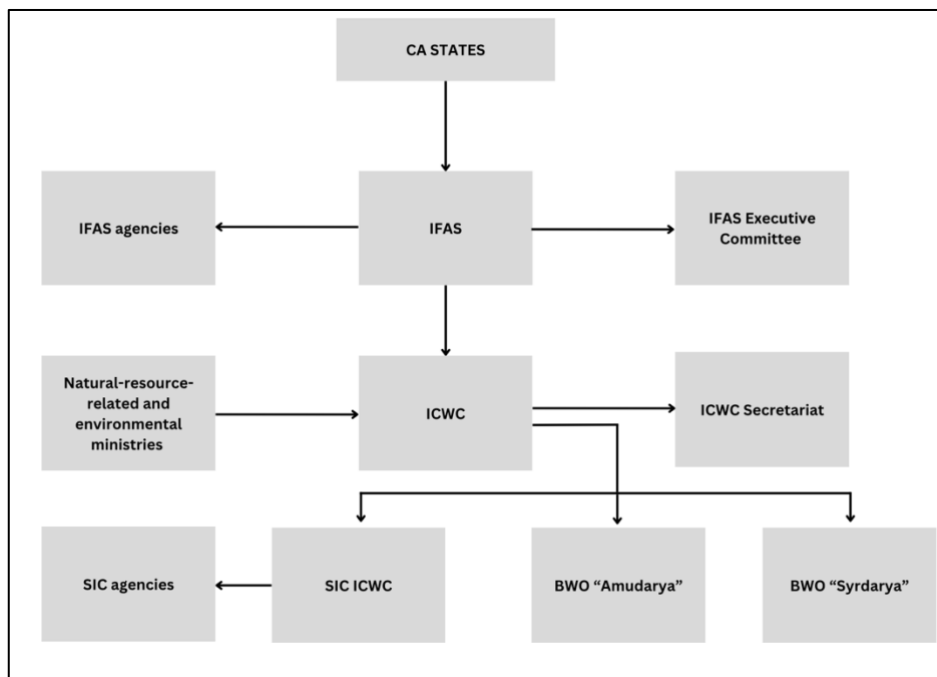 CA STATES
IFAS agencies
IFAS
IFAS Executive
Committee
Natural-resource-
related and
environmental
ministries
ICWC
ICWC Secretariat
SIC agencies
SIC ICWC
BWO “Amudarya”
BWO “Syrdarya”